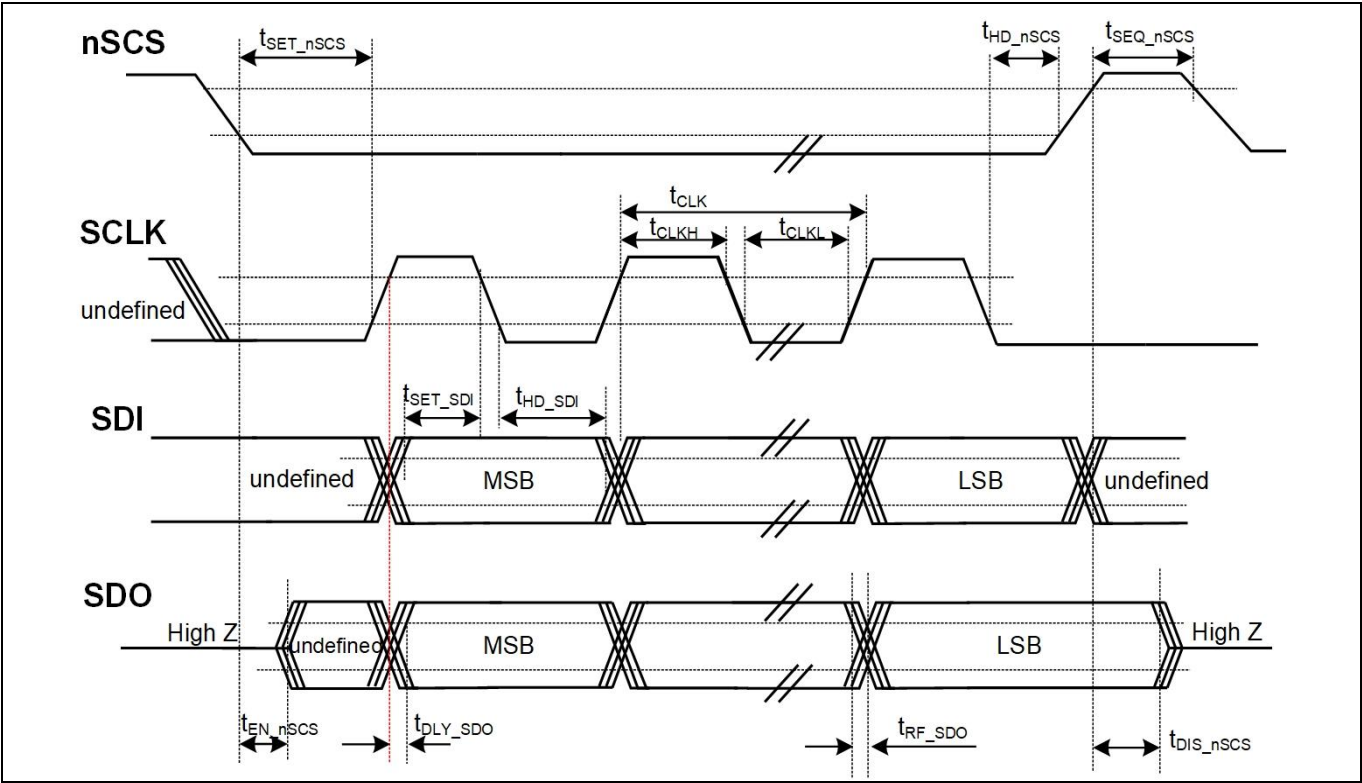 nSCS
tSET_nSCS
tHD_nSCS
tSEQ_nSCS
SCLK
undefined
tCLK
tCLKH
tCLKL
SDI
tSET_SDI
tHD_SDI
undefined
MSB
LSB
undefined
SDO
High Z
undefined
MSB
LSB
High Z
tEN_nSCS
tDLY_SDO
tRF_SDO
tDIS_nSCS